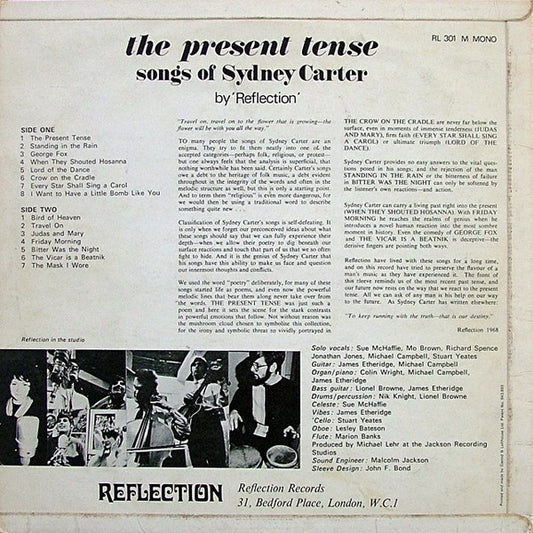 RL 301 M MONO
the present tense
songs of Sydney Carter
by 'Reflection'
SIDE ONE
1 The Present Tense
2 Standing in the Rain
3 George Fox
4 When They Shouted Hosanna
5 Lord of the Dance
6 Crow on the Cradle
7 Every Star Shall Sing a Carol
8 I Want to Have a Little Bomb Like You
SIDE TWO
1 Bird of Heaven
2 Travel On
3 Judas and Mary
4 Friday Morning
5 Bitter Was the Night
6 The Vicar is a Beatnik
7 The Mask I Wore
Reflection in the studio
"Travel on, travel on to the flower that is growing—the
flower will be with you all the way."
TO many people the songs of Sydney Carter are an
enigma. They try to fit them neatly into one of the
accepted categories—perhaps folk, religious, or protest—
but one always feels that the analysis is superficial, that
nothing worthwhile has been said. Certainly Carter's songs
owe a debt to the heritage of folk music, a debt evident
throughout in the integrity of the words and often in the
melodic structure as well, but this is only a starting point.
And to term them "religious" is even more dangerous, for
we would then be using a traditional word to describe
something quite new . . .
Classification of Sydney Carter's songs is self-defeating. It
is only when we forget our preconceived ideas about what
these songs should say that we can fully experience their
depth—when we allow their poetry to dig beneath our
surface reactions and touch that part of us that we so often
fight to hide. And it is the genius of Sydney Carter that
his songs have this ability to make us face and question
our innermost thoughts and conflicts.
We used the word "poetry" deliberately, for many of these
songs started life as poems, and even now the powerful
melodic lines that bear them along never take over from
the words. THE PRESENT TENSE was just such a
poem and here it sets the scene for the stark contrasts
of powerful emotions that follow. Not without reason was
the mushroom cloud chosen to symbolise this collection,
for the irony and symbolic threat to vividly portrayed in
THE CROW ON THE CRADLE are never far below the
surface, even in moments of immense tenderness (JUDAS
AND MARY), firm faith (EVERY STAR SHALL SING
A CAROL) or ultimate triumph (LORD OF THE
DANCE).
Sydney Carter provides no easy answers to the vital ques-
tions posed in his songs, and the rejection of the man
STANDING IN THE RAIN or the bitterness of failure
in BITTER WAS THE NIGHT can only be softened by
the listener's own reactions—and action.
Sydney Carter can carry a living past right into the present
(WHEN THEY SHOUTED HOSANNA). With FRIDAY
MORNING he reaches the realms of genius when he
introduces a novel human reaction into the most sombre
moment in history. Even the comedy of GEORGE FOX
and THE VICAR IS A BEATNIK is deceptive—the
derisive fingers are pointing both ways.
Reflection have lived with these songs for a long time,
and on this record have tried to preserve the flavour of a
man's music as they have experienced it. The front of
this sleeve reminds us of the most recent past tense, and
our future now rests on the way that we react to the present
tense. All we can ask of any man is his help on our way
to the future. As Sydney Carter has written elsewhere:
"To keep running with the truth—that is our destiny."
Reflection 1968
Solo vocals: Sue McHaffie, Mo Brown, Richard Spence
Jonathan Jones, Michael Campbell, Stuart Yeates
Guitar: James Etheridge, Michael Campbell
Organ/piano: Colin Wright, Michael Campbell,
James Etheridge
Bass guitar: Lionel Browne, James Etheridge
Drums/percussion: Nik Knight, Lionel Browne
Celeste: Sue McHaffie
Vibes: James Etheridge
'Cello: Stuart Yeates
Oboe: Lesley Bateson
Flute: Marion Banks
Produced by Michael Lehr at the Jackson Recording
Studios
Sound Engineer: Malcolm Jackson
Sleeve Design: John F. Bond
REFLECTION
Reflection Records
31, Bedford Place, London, W.C.1